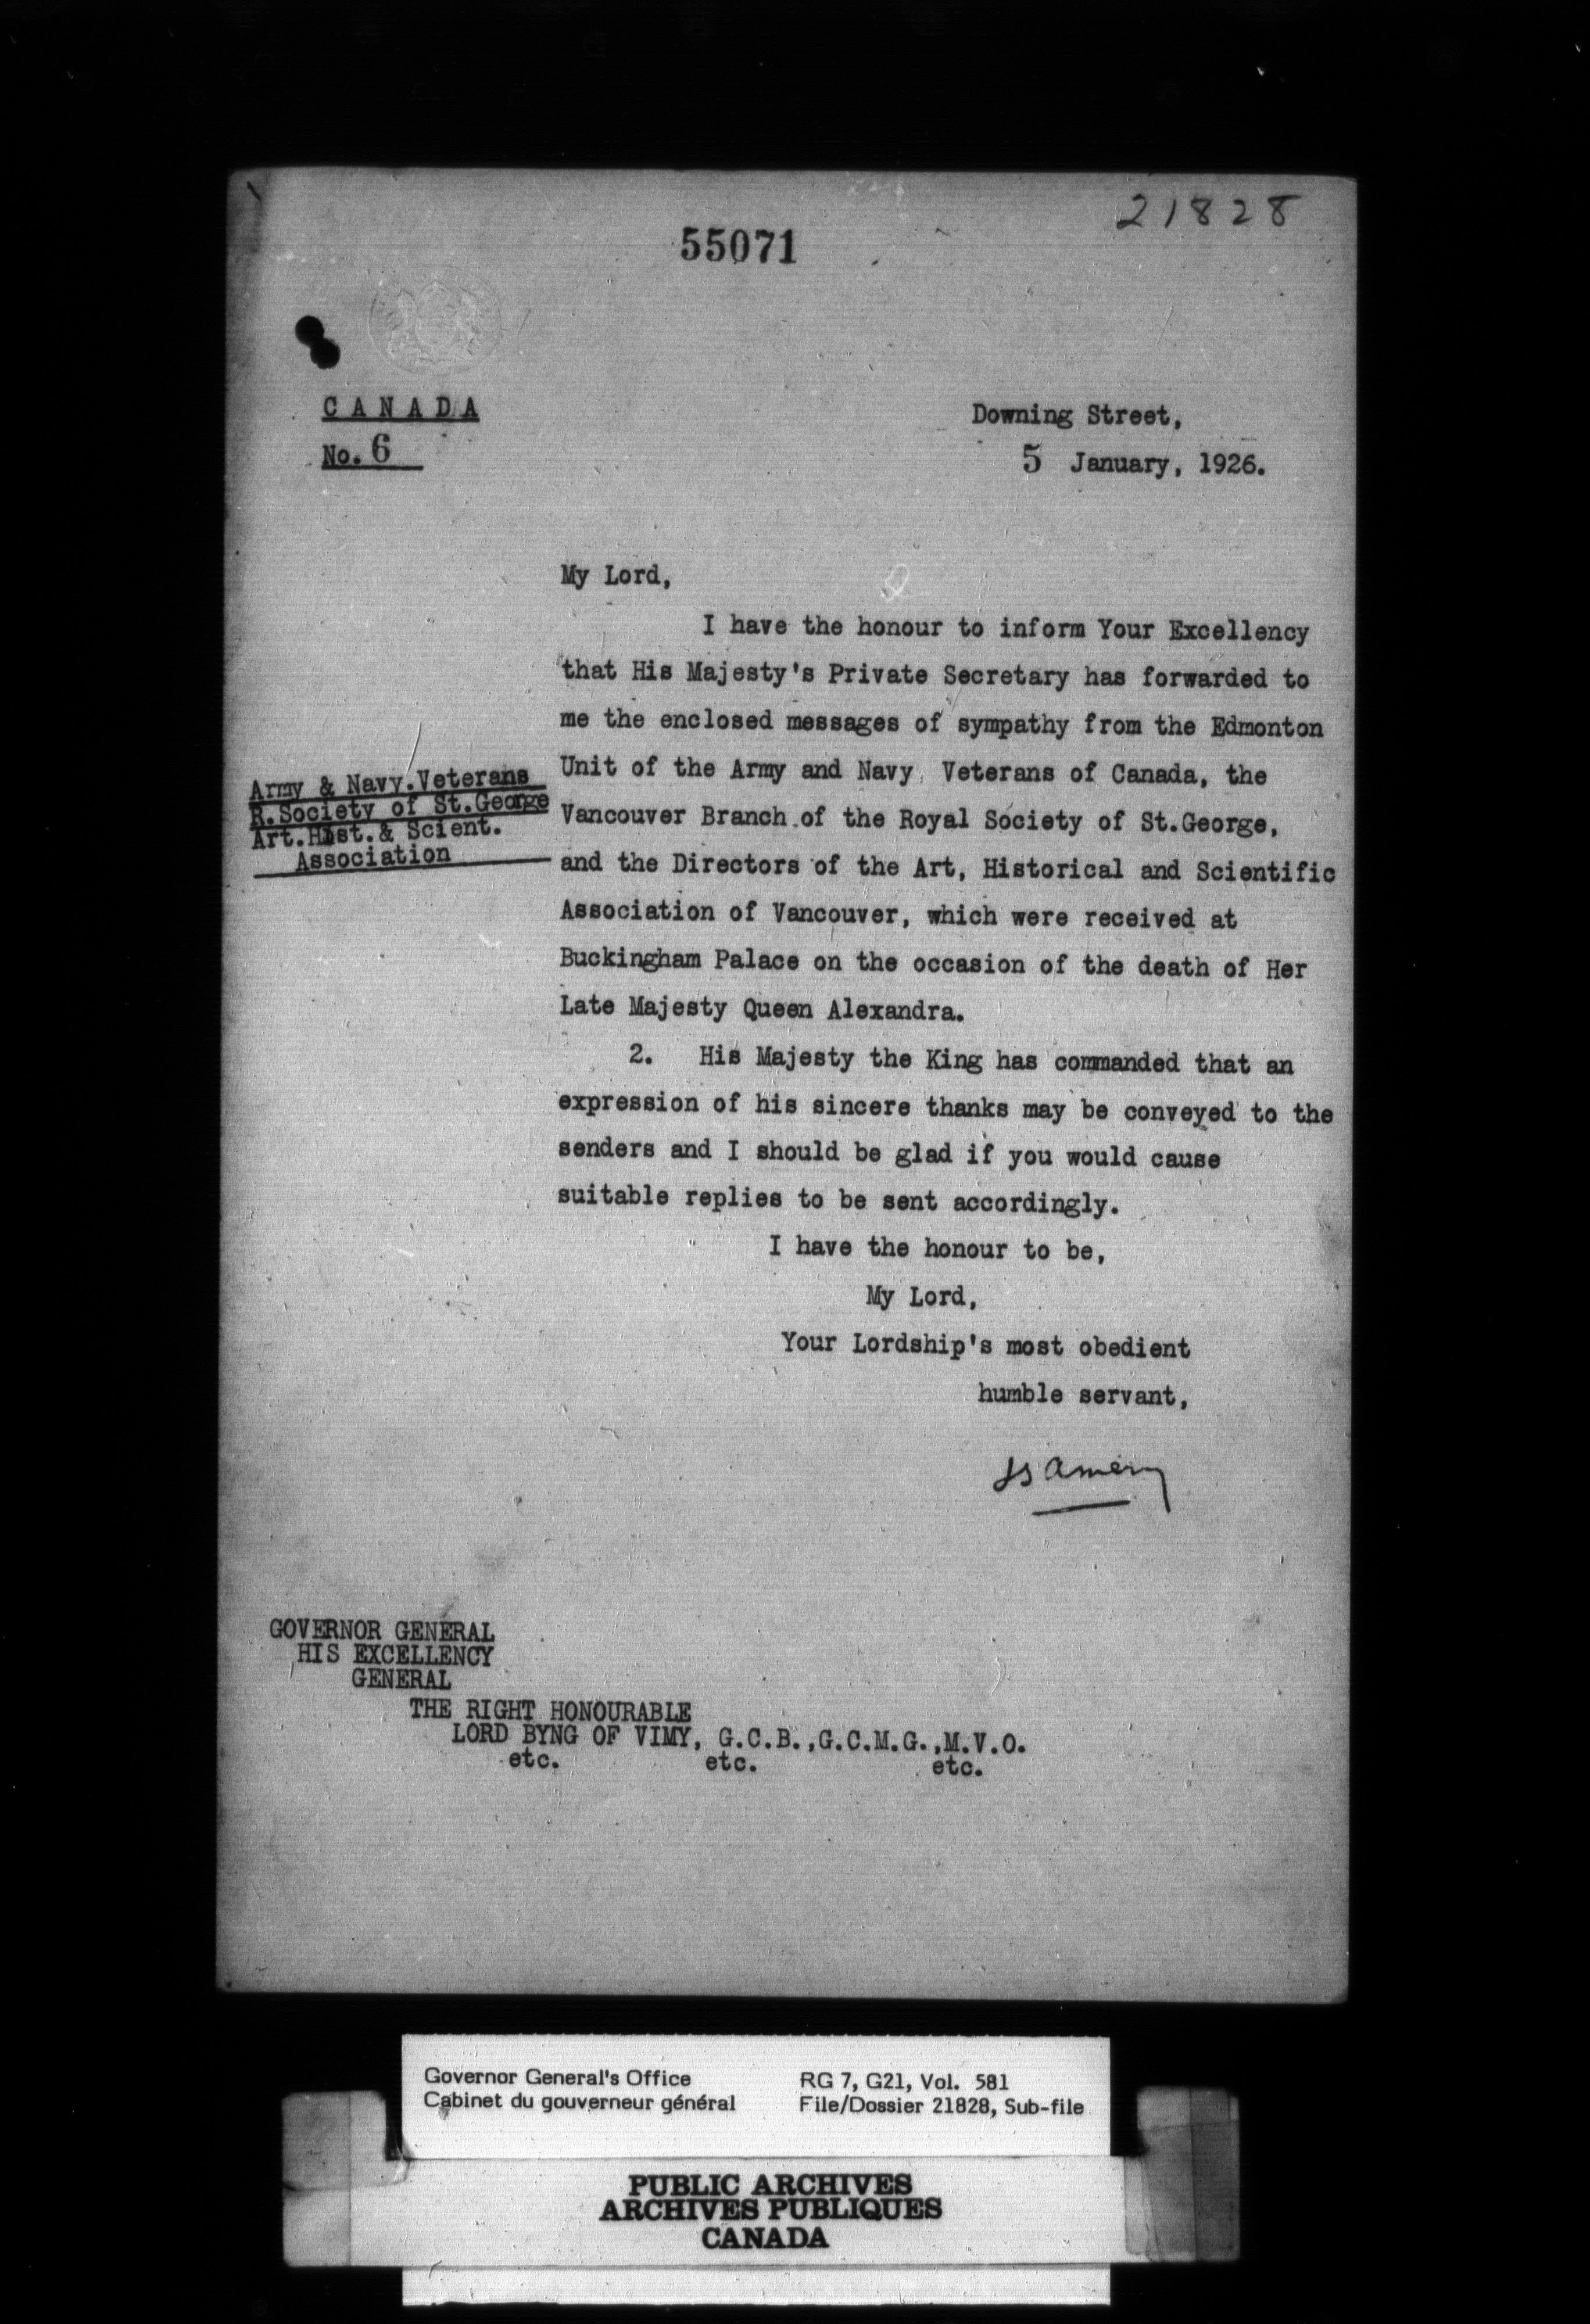 21828
55071
C A N A D A
No. 6
Downing Street,
5 January, 1926.
My Lord,
I have the honour to inform Your Excellency
that His Majesty's Private Secretary has forwarded to
me the enclosed messages of sympathy from the Edmonton
Unit of the Army and Navy Veterans of Canada, the
Vancouver Branch of the Royal Society of St.George,
and the Directors of the Art, Historical and Scientific
Association of Vancouver, which were received at
Buckingham Palace on the occasion of the death of Her
Late Majesty Queen Alexandra.
Army & Navy.Veterans
R.Society of St.George
Art.Hist.& Scient.
Association
2. His Majesty the King has commanded that an
expression of his sincere thanks may be conveyed to the
senders and I should be glad if you would cause
suitable replies to be sent accordingly.
I have the honour to be,
My Lord,
Your Lordship's most obedient
humble servant,
LS Amery
GOVERNOR GENERAL
HIS EXCELLENCY
GENERAL
THE RIGHT HONOURABLE
LORD BYNG OF VIMY, G.C.B.,G.C.M.G.,M.V.O.
etc. etc. etc.
Governor General's Office RG 7, G21, Vol. 581
Cabinet du gouverneur général File/Dossier 21828, Sub-file
PUBLIC ARCHIVES
ARCHIVES PUBLIQUES
CANADA